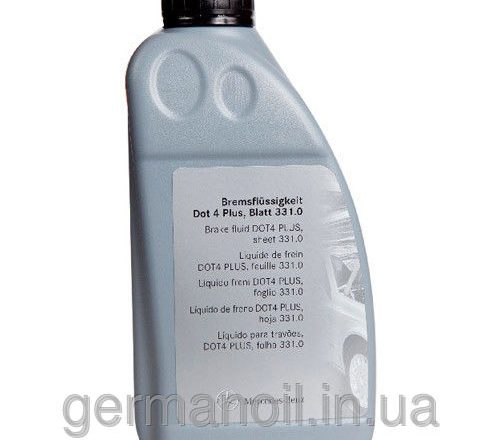 Bremsflüssigkeit
Dot 4 Plus, Blatt 331.0
Brake fluid DOT4 PLUS,
sheet 331.0
Liquide de frein
DOT4 PLUS, feuille 331.0
Liquido freni DOT4 PLUS,
foglio 331.0
Líquido de freno DOT4 PLUS,
hoja 331.0
Líquido para travões,
DOT4 PLUS, folha 331.0
Mercedes-Benz
germanoil.in.ua